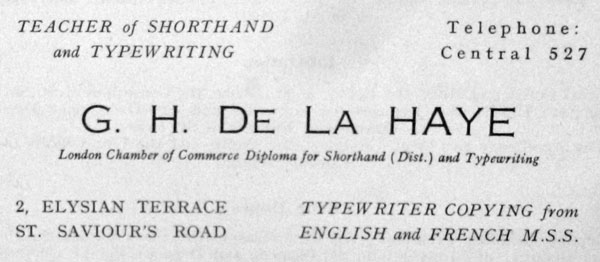 TEACHER of SHORTHAND
and TYPEWRITING
Telephone:
Central 527
G. H. DE LA HAYE
London Chamber of Commerce Diploma for Shorthand (Dist.) and Typewriting
2, ELYSIAN TERRACE
ST. SAVIOUR'S ROAD
TYPEWRITER COPYING from
ENGLISH and FRENCH M.S.S.